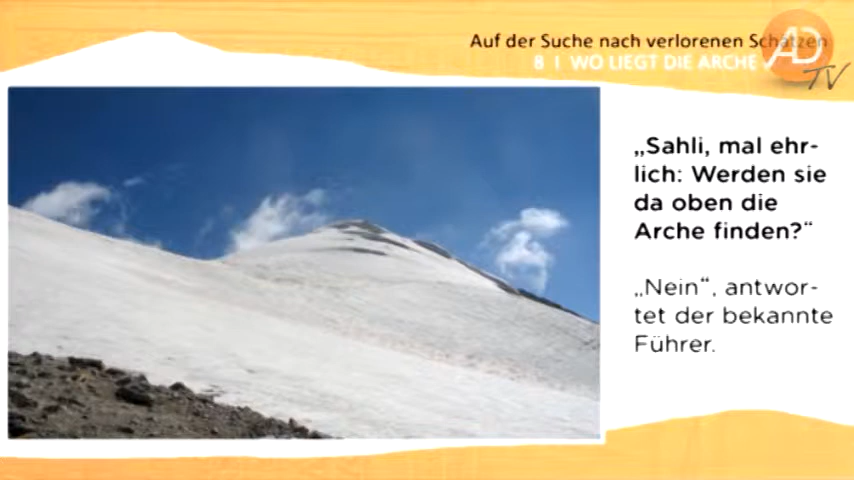 Auf der Suche nach verlorenen Schätzen
8 | WO LIEGT DIE ARCHE
AD
TV
„Sahli, mal ehr-
lich: Werden sie
da oben die
Arche finden?“
„Nein“, antwor-
tet der bekannte
Führer.